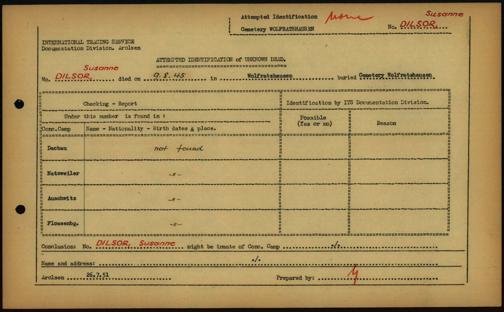 Attempted Identification None Susanne
Cemetery WOLFRATSHAUSEN No. DILSOR,
INTERNATIONAL TRACING SERVICE
Documentation Division. Arolsen
ATTEMPTED IDENTIFICATION of UNKNOWN DEAD.
Susanne
No. DILSOR, died on 9.8.45 in Wolfratshausen buried Cemetery Wolfratshausen.
Checking - Report Identification by ITS Documentation Division.
Under this number is found in : Possible (Yes or no) Reason
Conc.Camp Name - Nationality - Birth dates & place.
Dachau not found
Natzweiler -"-
Auschwitz -"-
Flossenbg. -"-
Conclusion: No. DILSOR, Susanne might be inmate of Conc. Camp ./.
Name and address: ./.
Arolsen 26.7.51 Prepared by: